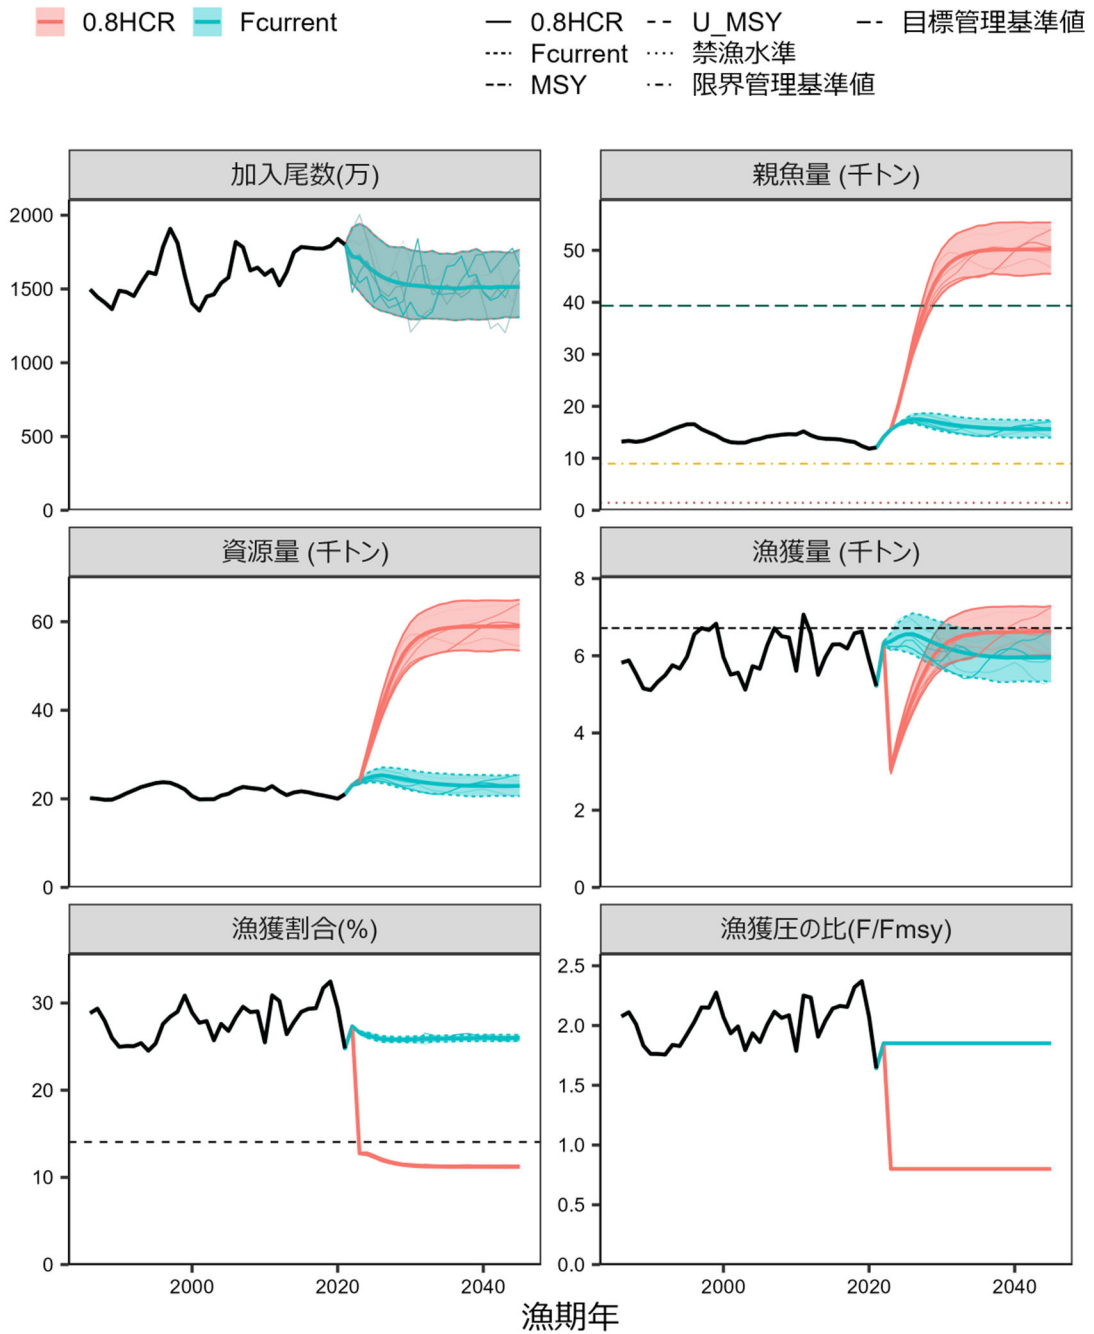 0.8HCR Fcurrent 0.8HCR U_MSY 目標管理基準値
Fcurrent 禁漁水準
MSY 限界管理基準値
加入尾数(万)
2000
1500
1000
500
0
親魚量 (千トン)
50
40
30
20
10
0
資源量 (千トン)
60
40
20
0
漁獲量 (千トン)
8
6
4
2
0
漁獲割合(%)
30
20
10
0
2000 2020 2040
漁獲圧の比(F/Fmsy)
2.5
2.0
1.5
1.0
0.5
0.0
2000 2020 2040
漁期年